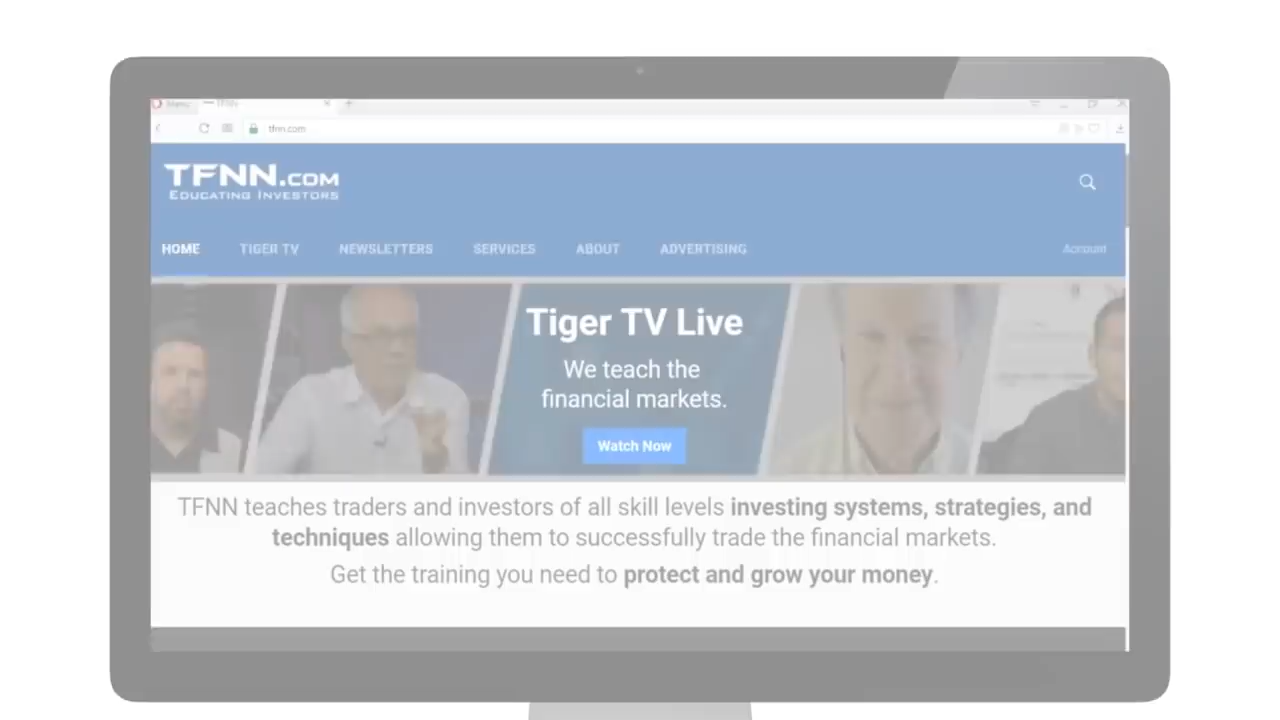 Menu
TFNN
tfnn.com
TFNN.COM
EDUCATING INVESTORS
HOME
TIGER TV
NEWSLETTERS
SERVICES
ABOUT
ADVERTISING
Account
Tiger TV Live
We teach the
financial markets.
Watch Now
TFNN teaches traders and investors of all skill levels investing systems, strategies, and
techniques allowing them to successfully trade the financial markets.
Get the training you need to protect and grow your money.